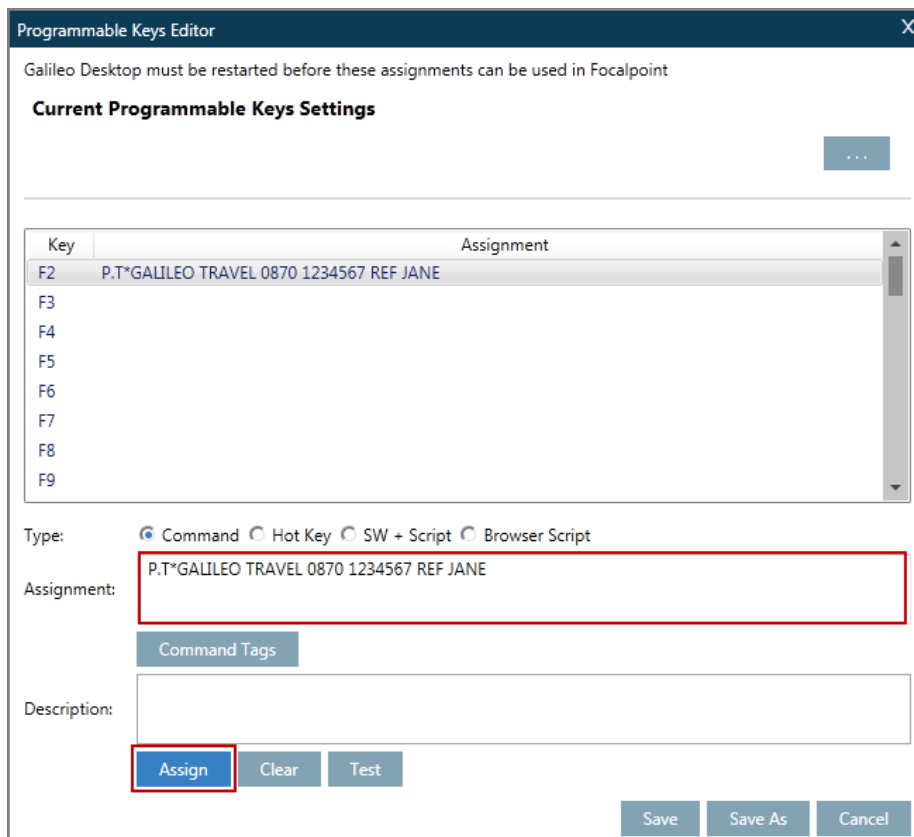 Programmable Keys Editor X
Galileo Desktop must be restarted before these assignments can be used in Focalpoint
Current Programmable Keys Settings
...
Key Assignment
F2 P.T*GALILEO TRAVEL 0870 1234567 REF JANE
F3
F4
F5
F6
F7
F8
F9
Type: Command Hot Key SW + Script Browser Script
Assignment: P.T*GALILEO TRAVEL 0870 1234567 REF JANE
Command Tags
Description:
Assign Clear Test
Save Save As Cancel